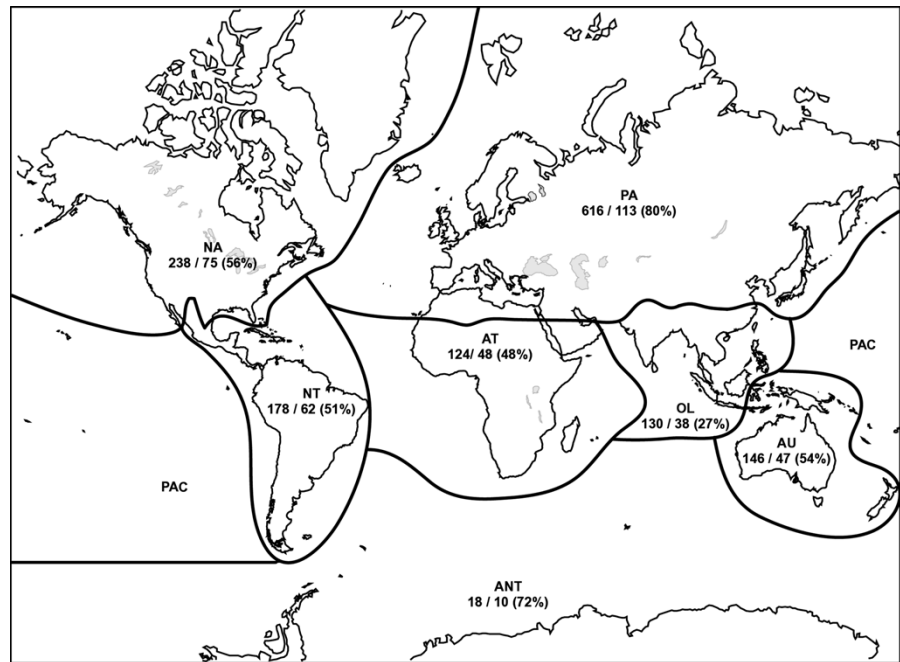 PA
616 / 113 (80%)
NA
238 / 75 (56%)
AT
124/ 48 (48%)
PAC
NT
178 / 62 (51%)
OL
130 / 38 (27%)
AU
146 / 47 (54%)
PAC
ANT
18 / 10 (72%)